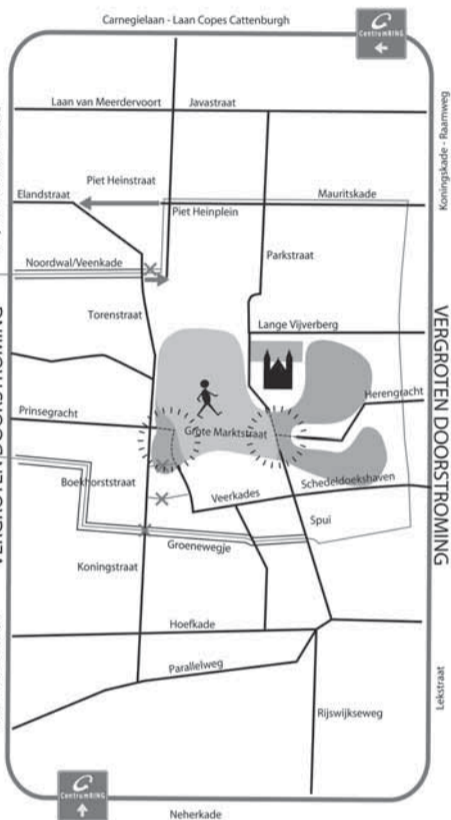 Carnegielaan - Laan Copes Cattenburgh
C
CentrumRING
Laan van Meerdervoort
Javastraat
Koningskade - Raamweg
Piet Heinstraat
Elandstraat
Mauritskade
Piet Heinplein
Noordwal/Veenkade
Parkstraat
Torenstraat
Lange Vijverberg
VERGROTEN DOORSTROMING
Herengracht
Prinsegracht
Grote Marktstraat
Boekhorststraat
Schedeldoekshaven
Veerkades
Spui
Groenewegje
Koningstraat
Hoefkade
Parallelweg
Lekstraat
Rijswijkseweg
C
CentrumRING
Neherkade